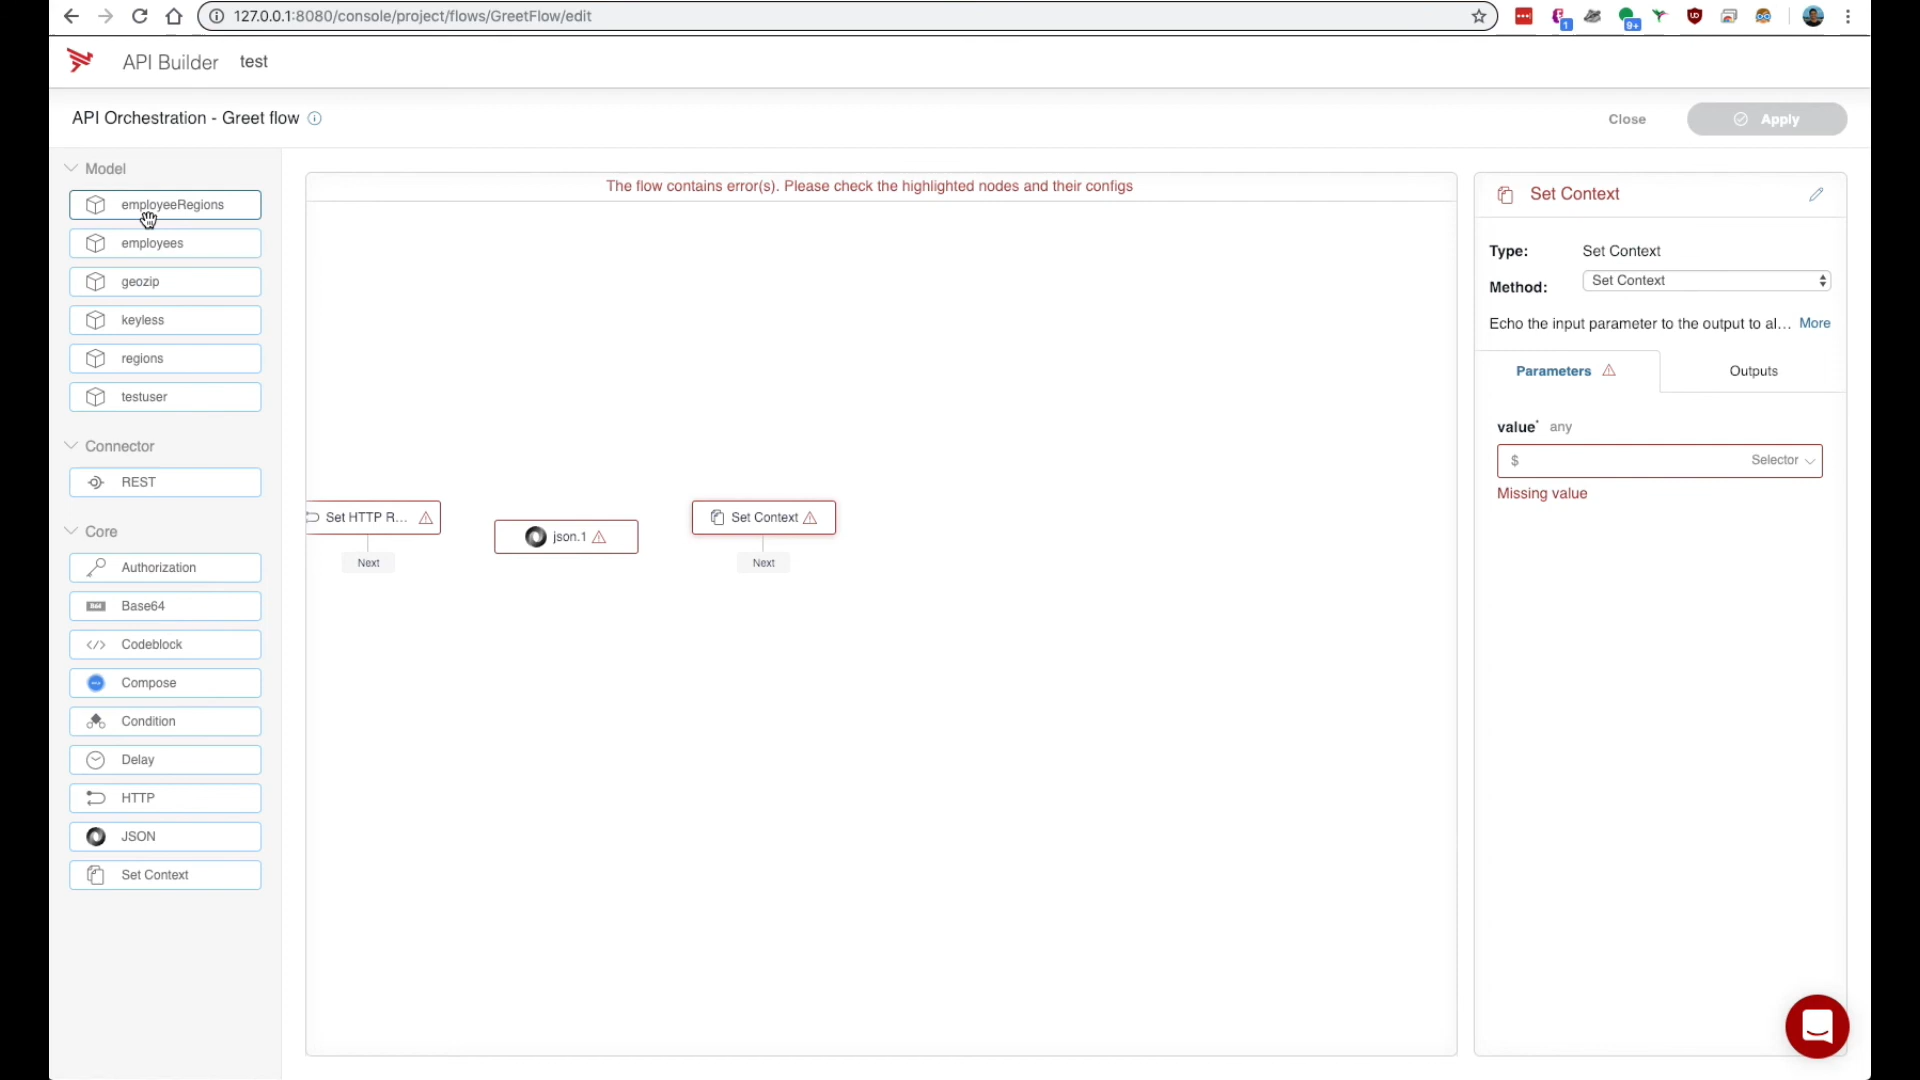 127.0.0.1:8080/console/project/flows/GreetFlow/edit
1
9+
API Builder test
API Orchestration - Greet flow
Close
Apply
Model
employeeRegions
employees
geozip
keyless
regions
testuser
Connector
REST
Core
Authorization
Base64
Codeblock
Compose
Condition
Delay
HTTP
JSON
Set Context
The flow contains error(s). Please check the highlighted nodes and their configs
Set HTTP R...
Next
json.1
Set Context
Next
Set Context
Type: Set Context
Method: Set Context
Echo the input parameter to the output to al... More
Parameters
Outputs
value* any
$ Selector
Missing value